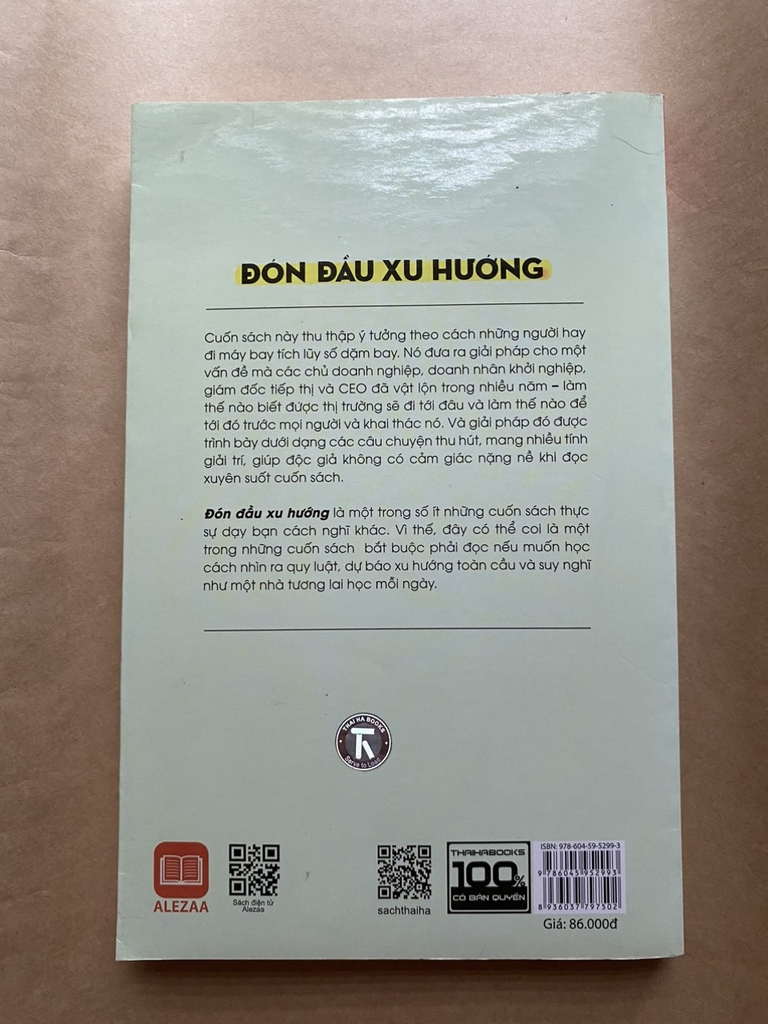 ĐÓN ĐẦU XU HƯỚNG
Cuốn sách này thu thập ý tưởng theo cách những người hay
đi máy bay tích lũy số dặm bay. Nó đưa ra giải pháp cho một
vấn đề mà các chủ doanh nghiệp, doanh nhân khởi nghiệp,
giám đốc tiếp thị và CEO đã vật lộn trong nhiều năm – làm
thế nào biết được thị trường sẽ đi tới đâu và làm thế nào để
tới đó trước mọi người và khai thác nó. Và giải pháp đó được
trình bày dưới dạng các câu chuyện thu hút, mang nhiều tính
giải trí, giúp độc giả không có cảm giác nặng nề khi đọc
xuyên suốt cuốn sách.
Đón đầu xu hướng là một trong số ít những cuốn sách thực
sự dạy bạn cách nghĩ khác. Vì thế, đây có thể coi là một
trong những cuốn sách bắt buộc phải đọc nếu muốn học
cách nhìn ra quy luật, dự báo xu hướng toàn cầu và suy nghĩ
như một nhà tương lai học mỗi ngày.
THAI HA BOOKS
Serve to Lead
ALEZAA
Sách điện tử
Alezaa
sachthaiha
THAIHABOOKS
100%
CÓ BẢN QUYỀN
ISBN: 978-604-59-5299-3
9 786045 952993
8 936037 797502
Giá: 86.000đ